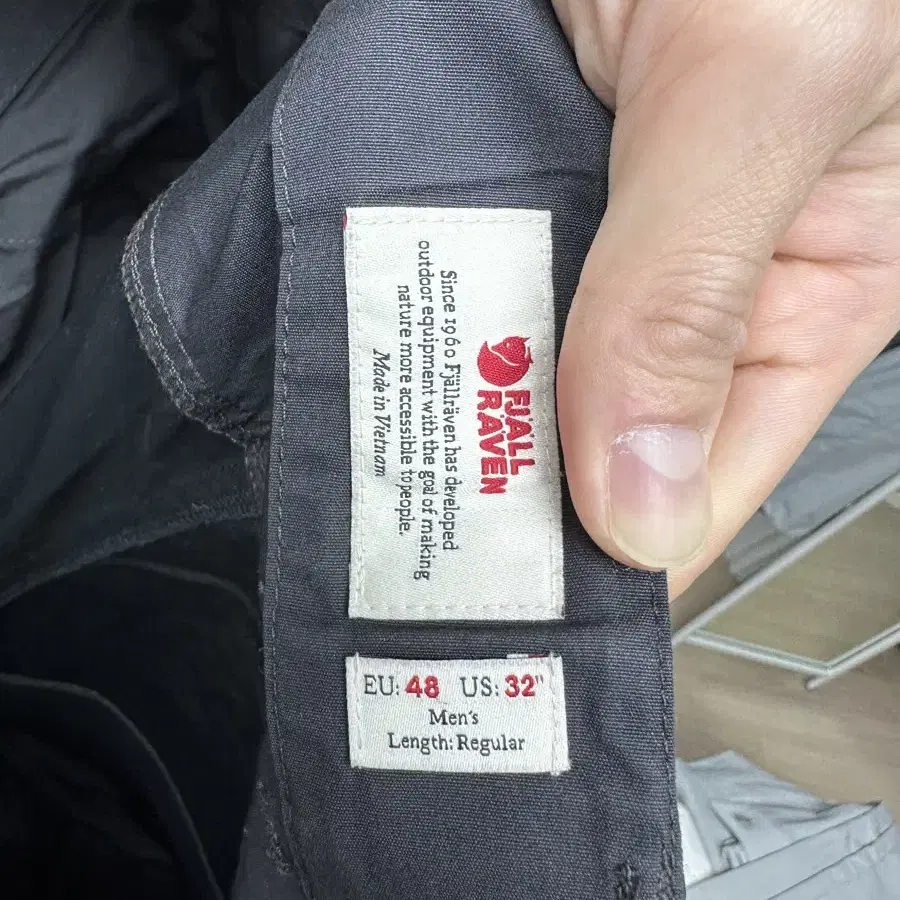 FJÄLL
RÄVEN
Since 1960 Fjällräven has developed
outdoor equipment with the goal of making
nature more accessible to people.
Made in Vietnam
EU: 48 US: 32"
Men's
Length: Regular